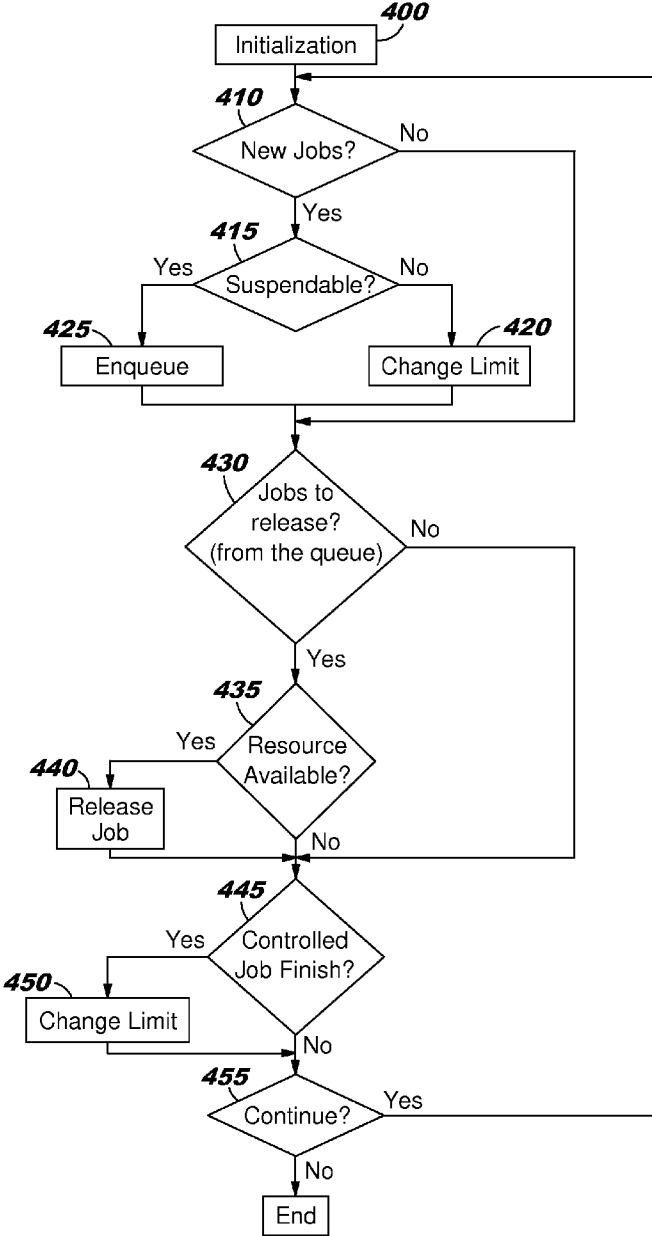 400
Initialization
410
New Jobs?
No
Yes
415
Yes
Suspendable?
No
425
Enqueue
420
Change Limit
430
Jobs to
release?
(from the queue)
No
Yes
435
Yes
Resource
Available?
440
Release
Job
No
445
Yes
Controlled
Job Finish?
450
Change Limit
No
455
Continue?
Yes
No
End